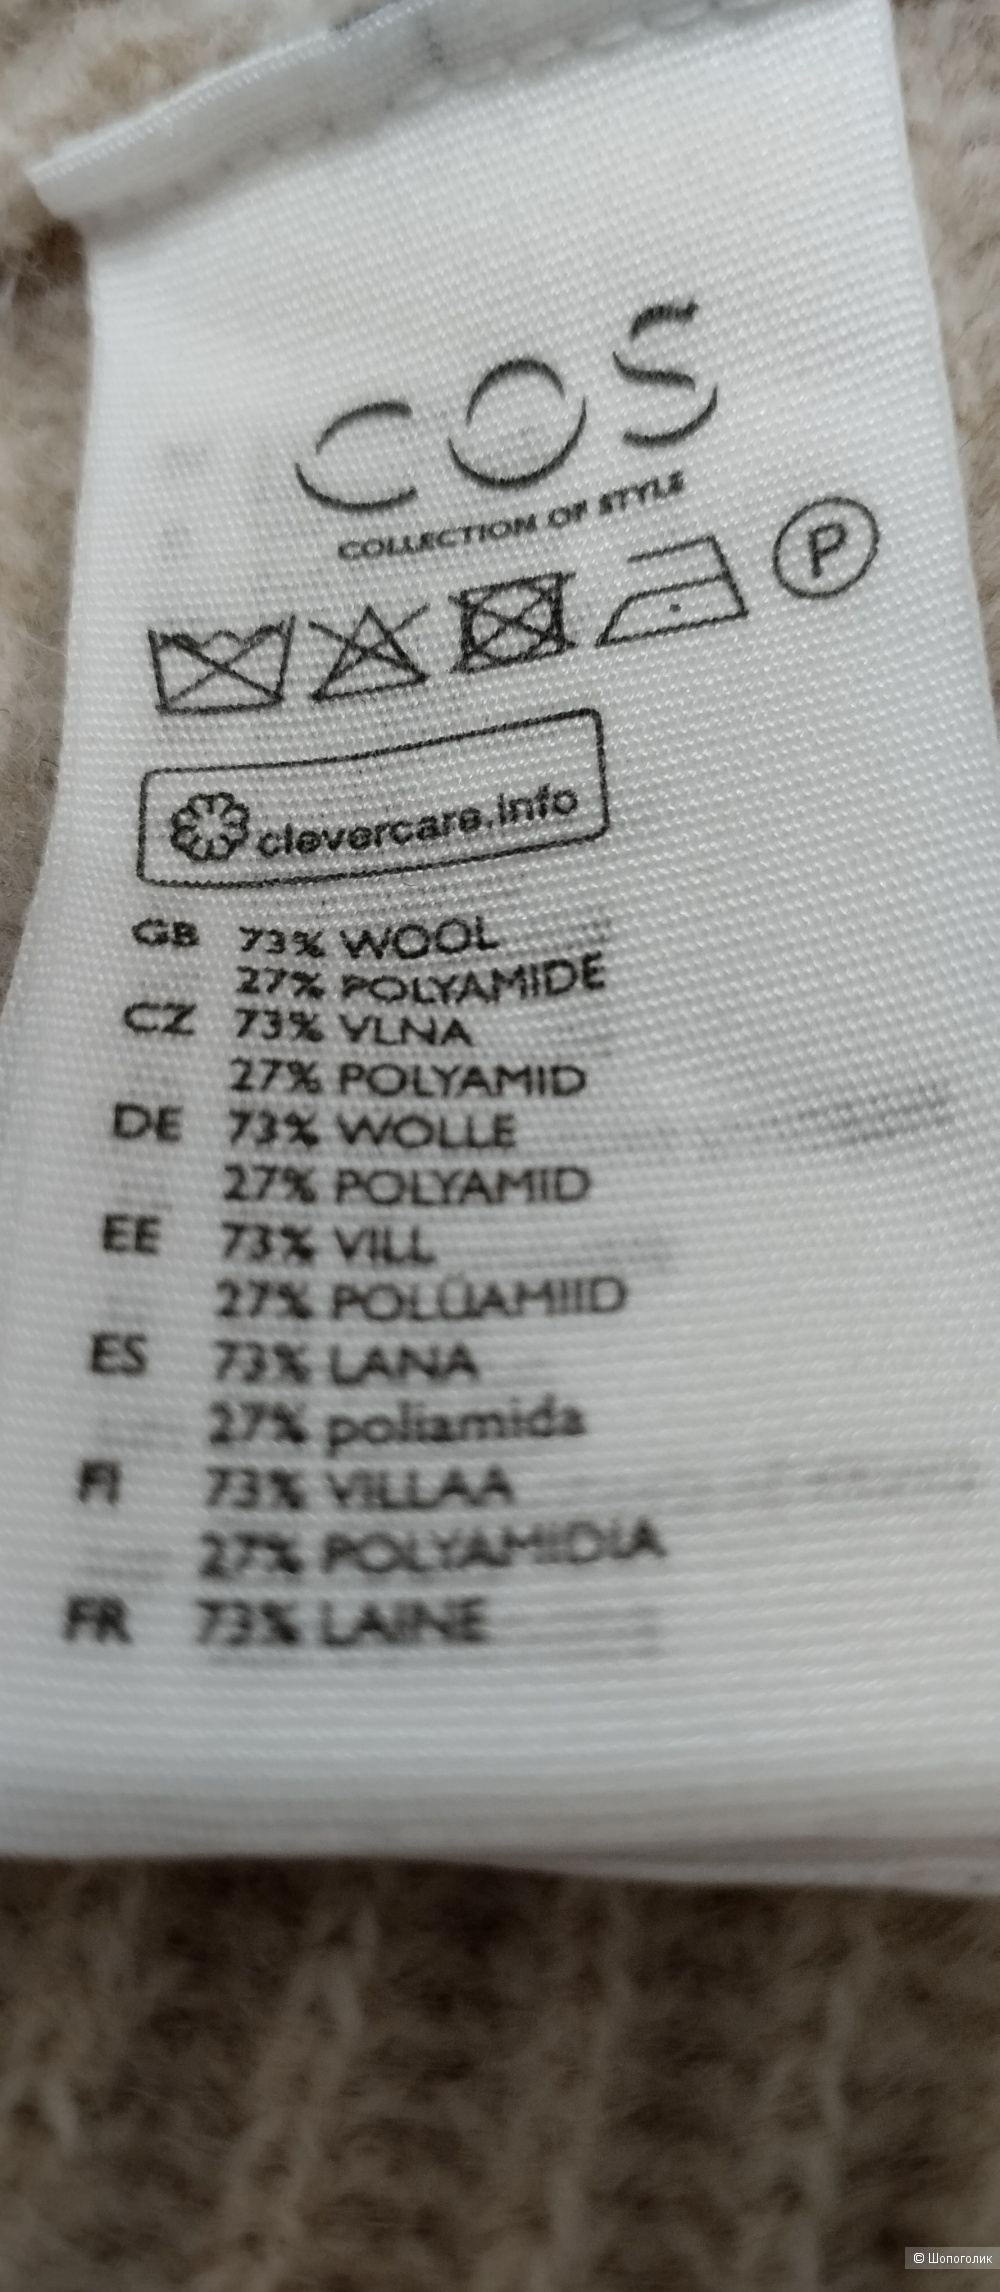 COS
COLLECTION OF STYLE
P
clevercare.info
GB 73% WOOL
27% POLYAMIDE
CZ 73% VLNA
27% POLYAMID
DE 73% WOLLE
27% POLYAMID
EE 73% VILL
27% POLÜAMIID
ES 73% LANA
27% poliamida
FI 73% VILLAA
27% POLYAMIDIA
FR 73% LAINE
© Шопоголик